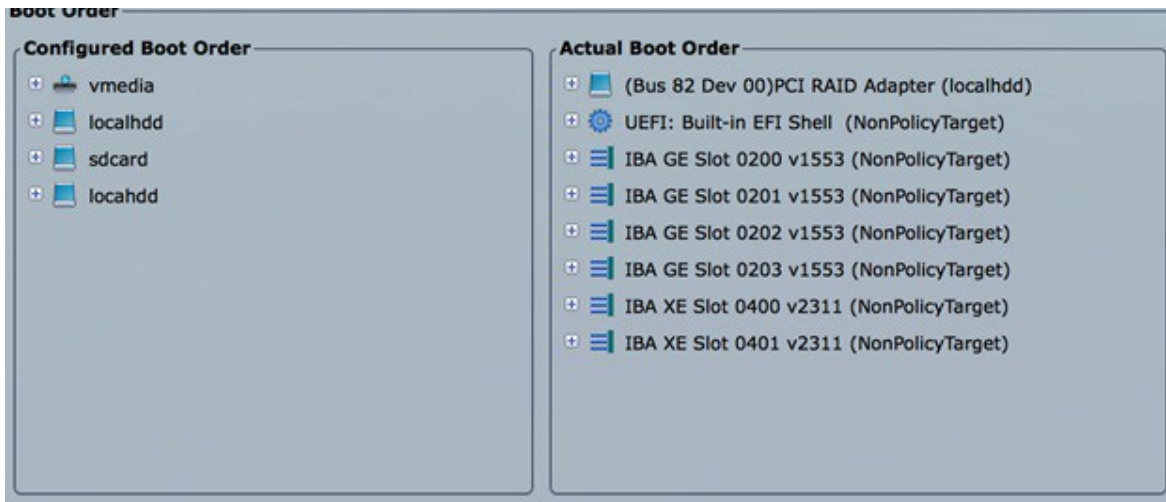 Boot Order
Configured Boot Order
vmedia
localhdd
sdcard
locahdd
Actual Boot Order
(Bus 82 Dev 00)PCI RAID Adapter (localhdd)
UEFI: Built-in EFI Shell (NonPolicyTarget)
IBA GE Slot 0200 v1553 (NonPolicyTarget)
IBA GE Slot 0201 v1553 (NonPolicyTarget)
IBA GE Slot 0202 v1553 (NonPolicyTarget)
IBA GE Slot 0203 v1553 (NonPolicyTarget)
IBA XE Slot 0400 v2311 (NonPolicyTarget)
IBA XE Slot 0401 v2311 (NonPolicyTarget)